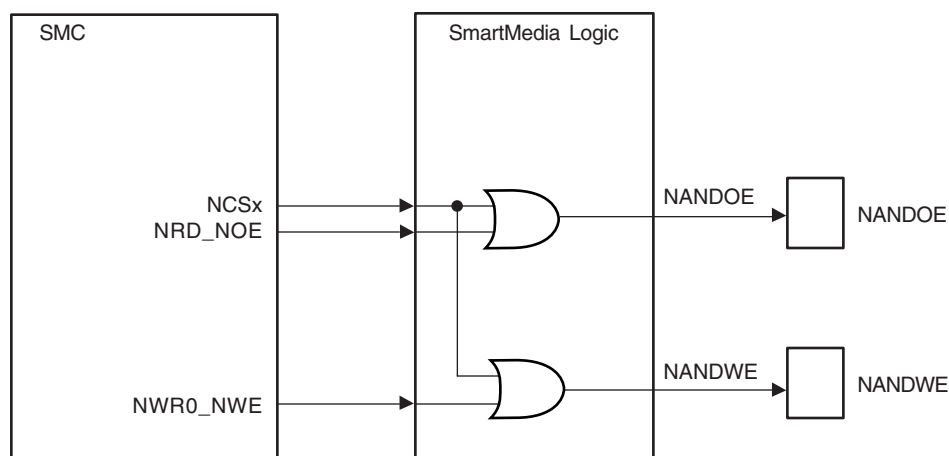 SMC
SmartMedia Logic
NCSx
NRD_NOE
NANDOE
NANDOE
NWR0_NWE
NANDWE
NANDWE